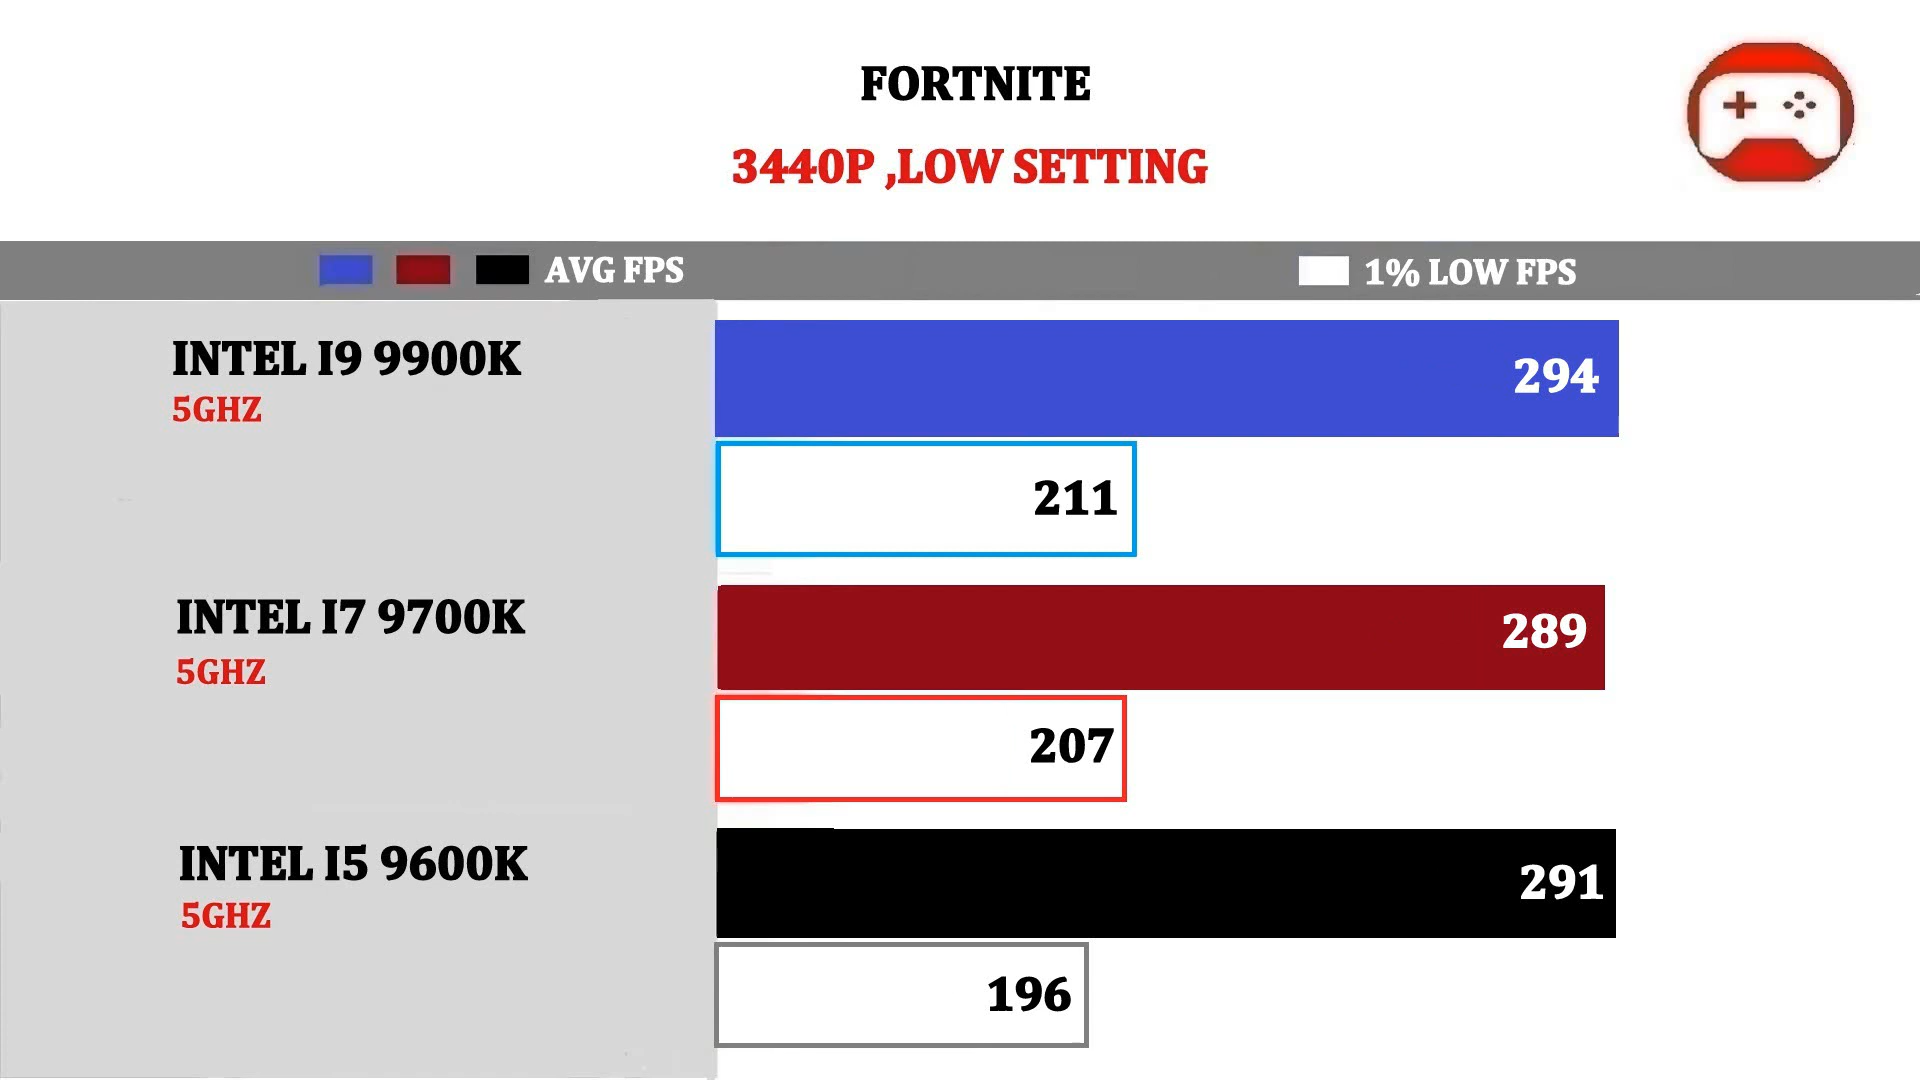 FORTNITE
3440P ,LOW SETTING
AVG FPS
1% LOW FPS
INTEL I9 9900K
5GHZ
294
211
INTEL I7 9700K
5GHZ
289
207
INTEL I5 9600K
5GHZ
291
196